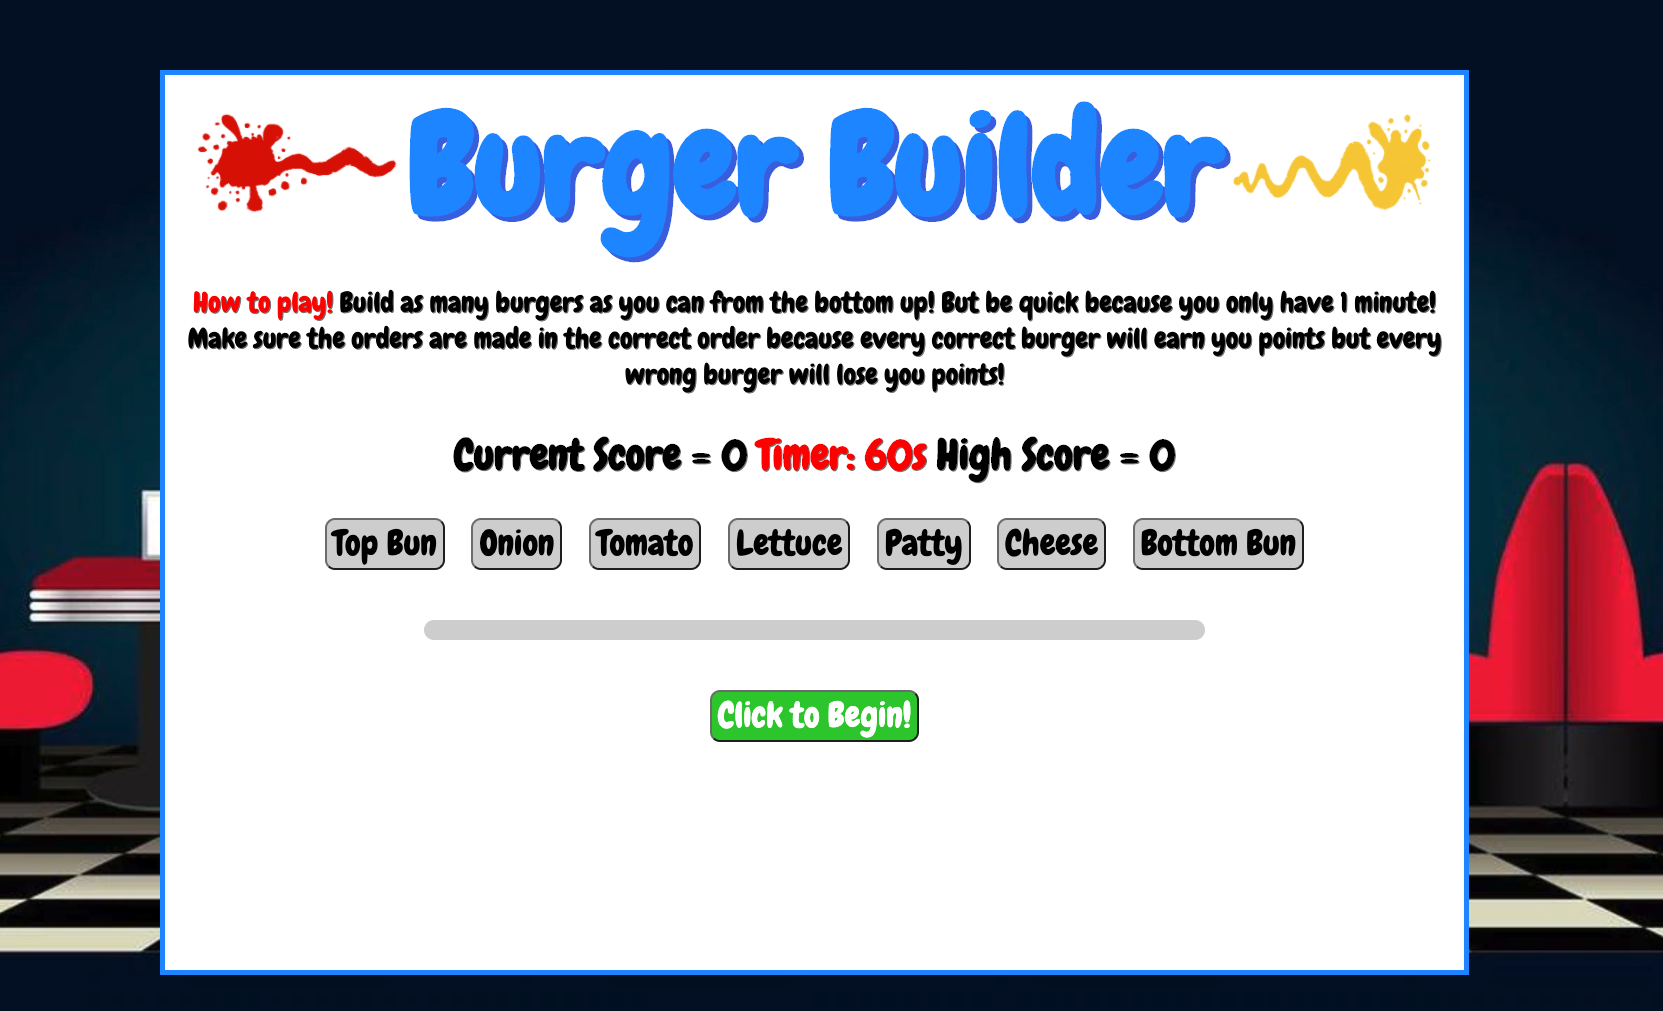 Burger Builder
How to play! Build as many burgers as you can from the bottom up! But be quick because you only have 1 minute!
Make sure the orders are made in the correct order because every correct burger will earn you points but every
wrong burger will lose you points!
Current Score = 0 Timer: 60s High Score = 0
Top Bun Onion Tomato Lettuce Patty Cheese Bottom Bun
Click to Begin!